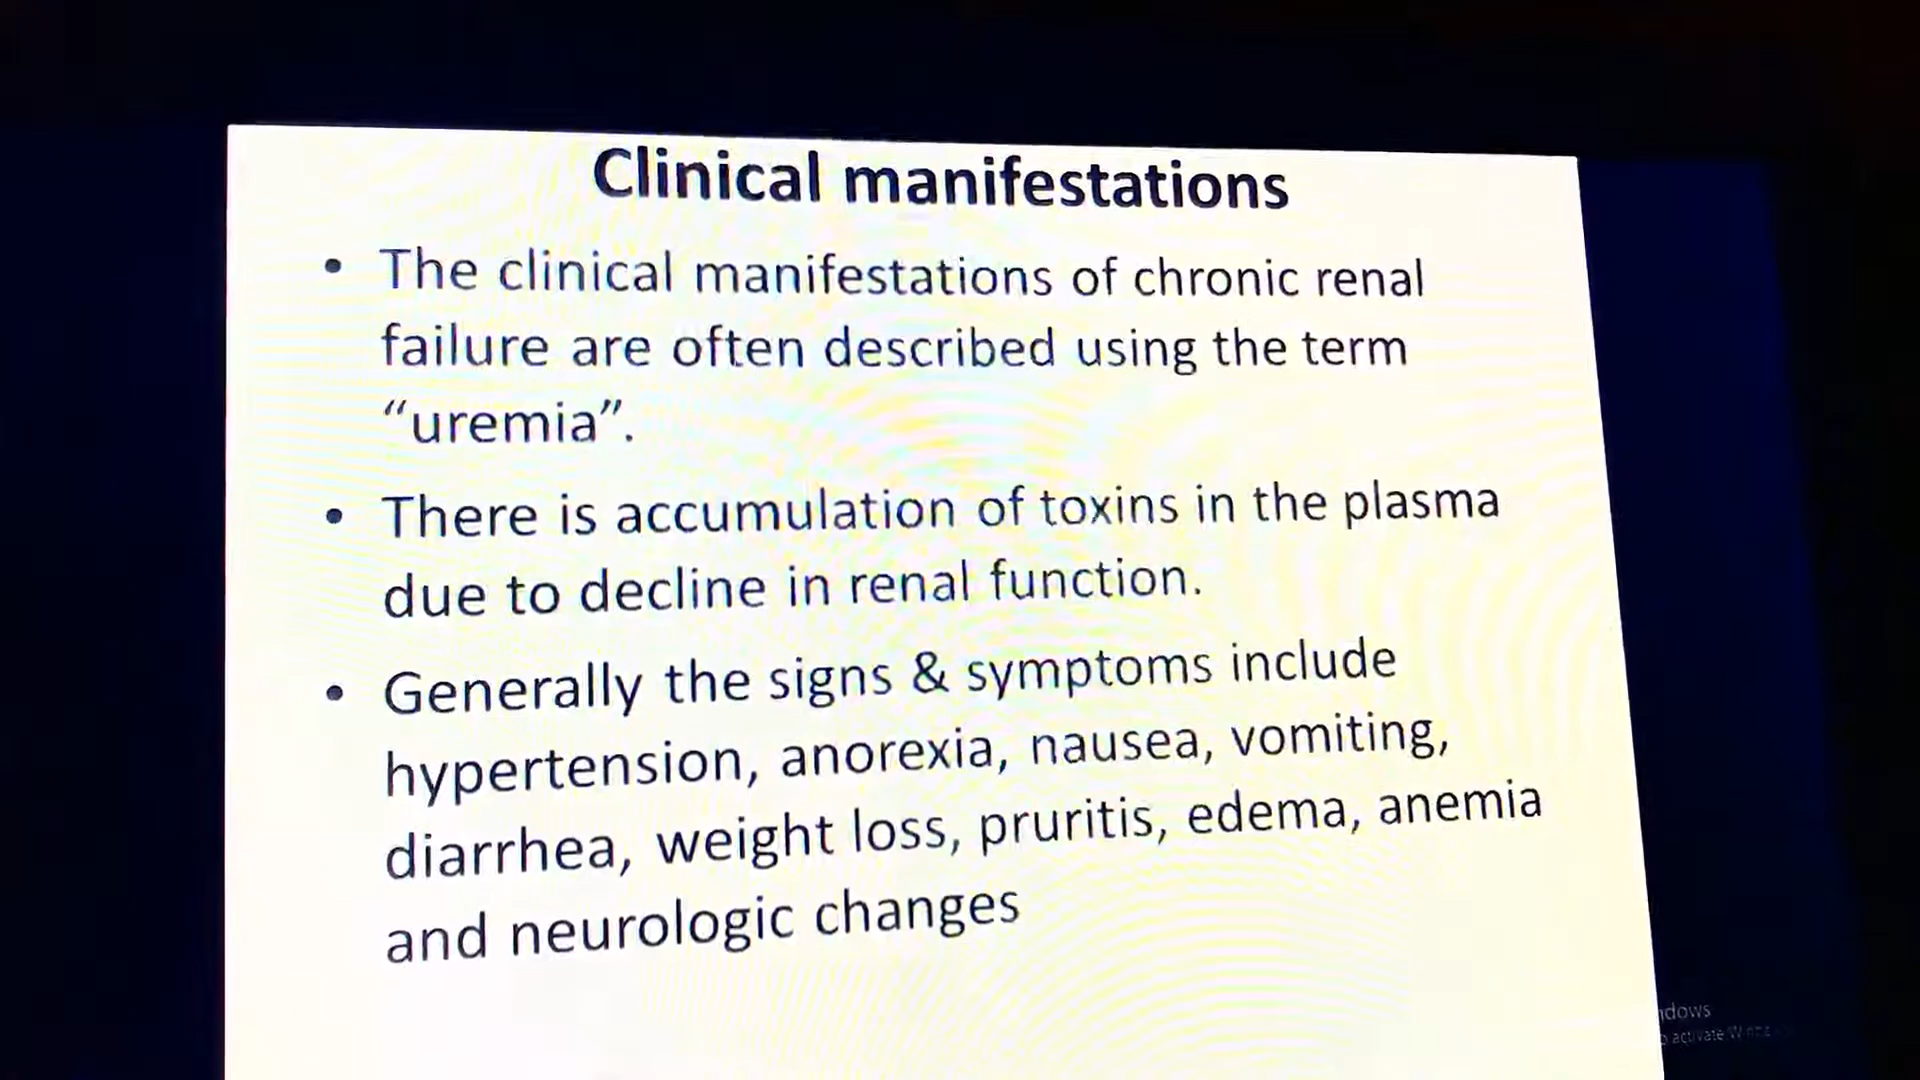 Clinical manifestations
• The clinical manifestations of chronic renal
failure are often described using the term
“uremia”.
• There is accumulation of toxins in the plasma
due to decline in renal function.
• Generally the signs & symptoms include
hypertension, anorexia, nausea, vomiting,
diarrhea, weight loss, pruritis, edema, anemia
and neurologic changes
activate